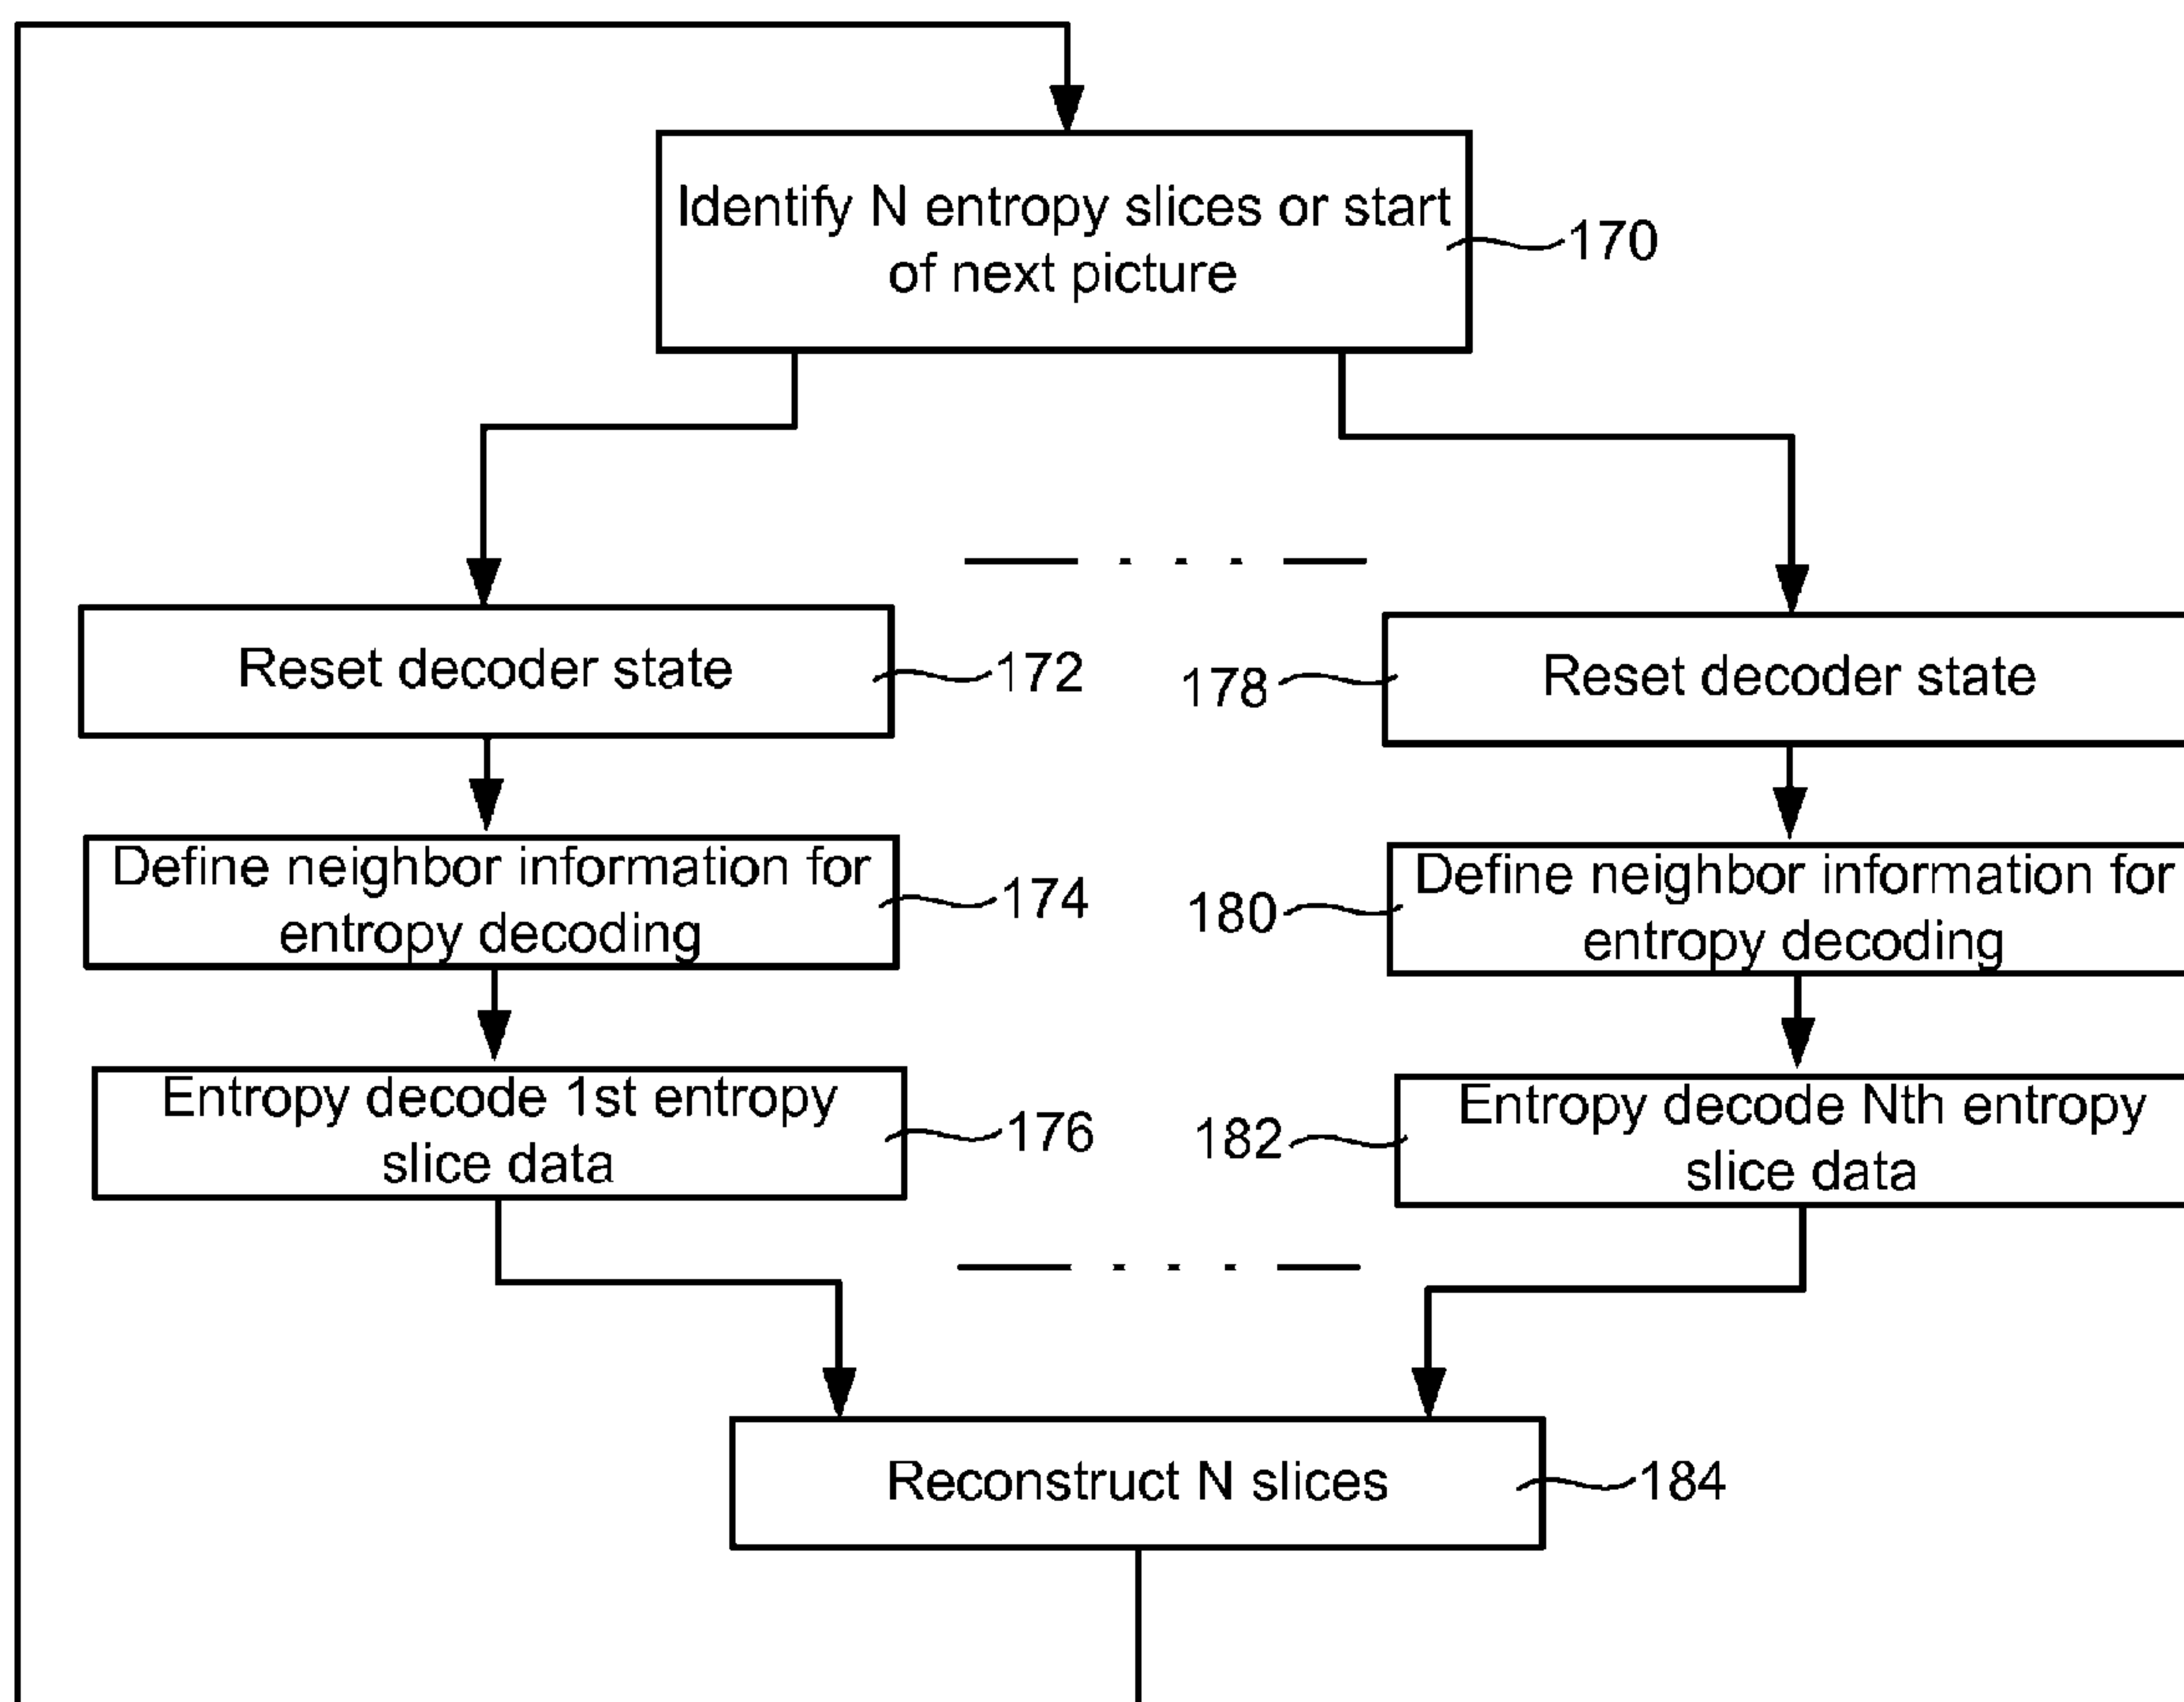 Identify N entropy slices or start
of next picture
170
Reset decoder state
172
178
Reset decoder state
Define neighbor information for
entropy decoding
174
180
Define neighbor information for
entropy decoding
Entropy decode 1st entropy
slice data
176
182
Entropy decode Nth entropy
slice data
Reconstruct N slices
184